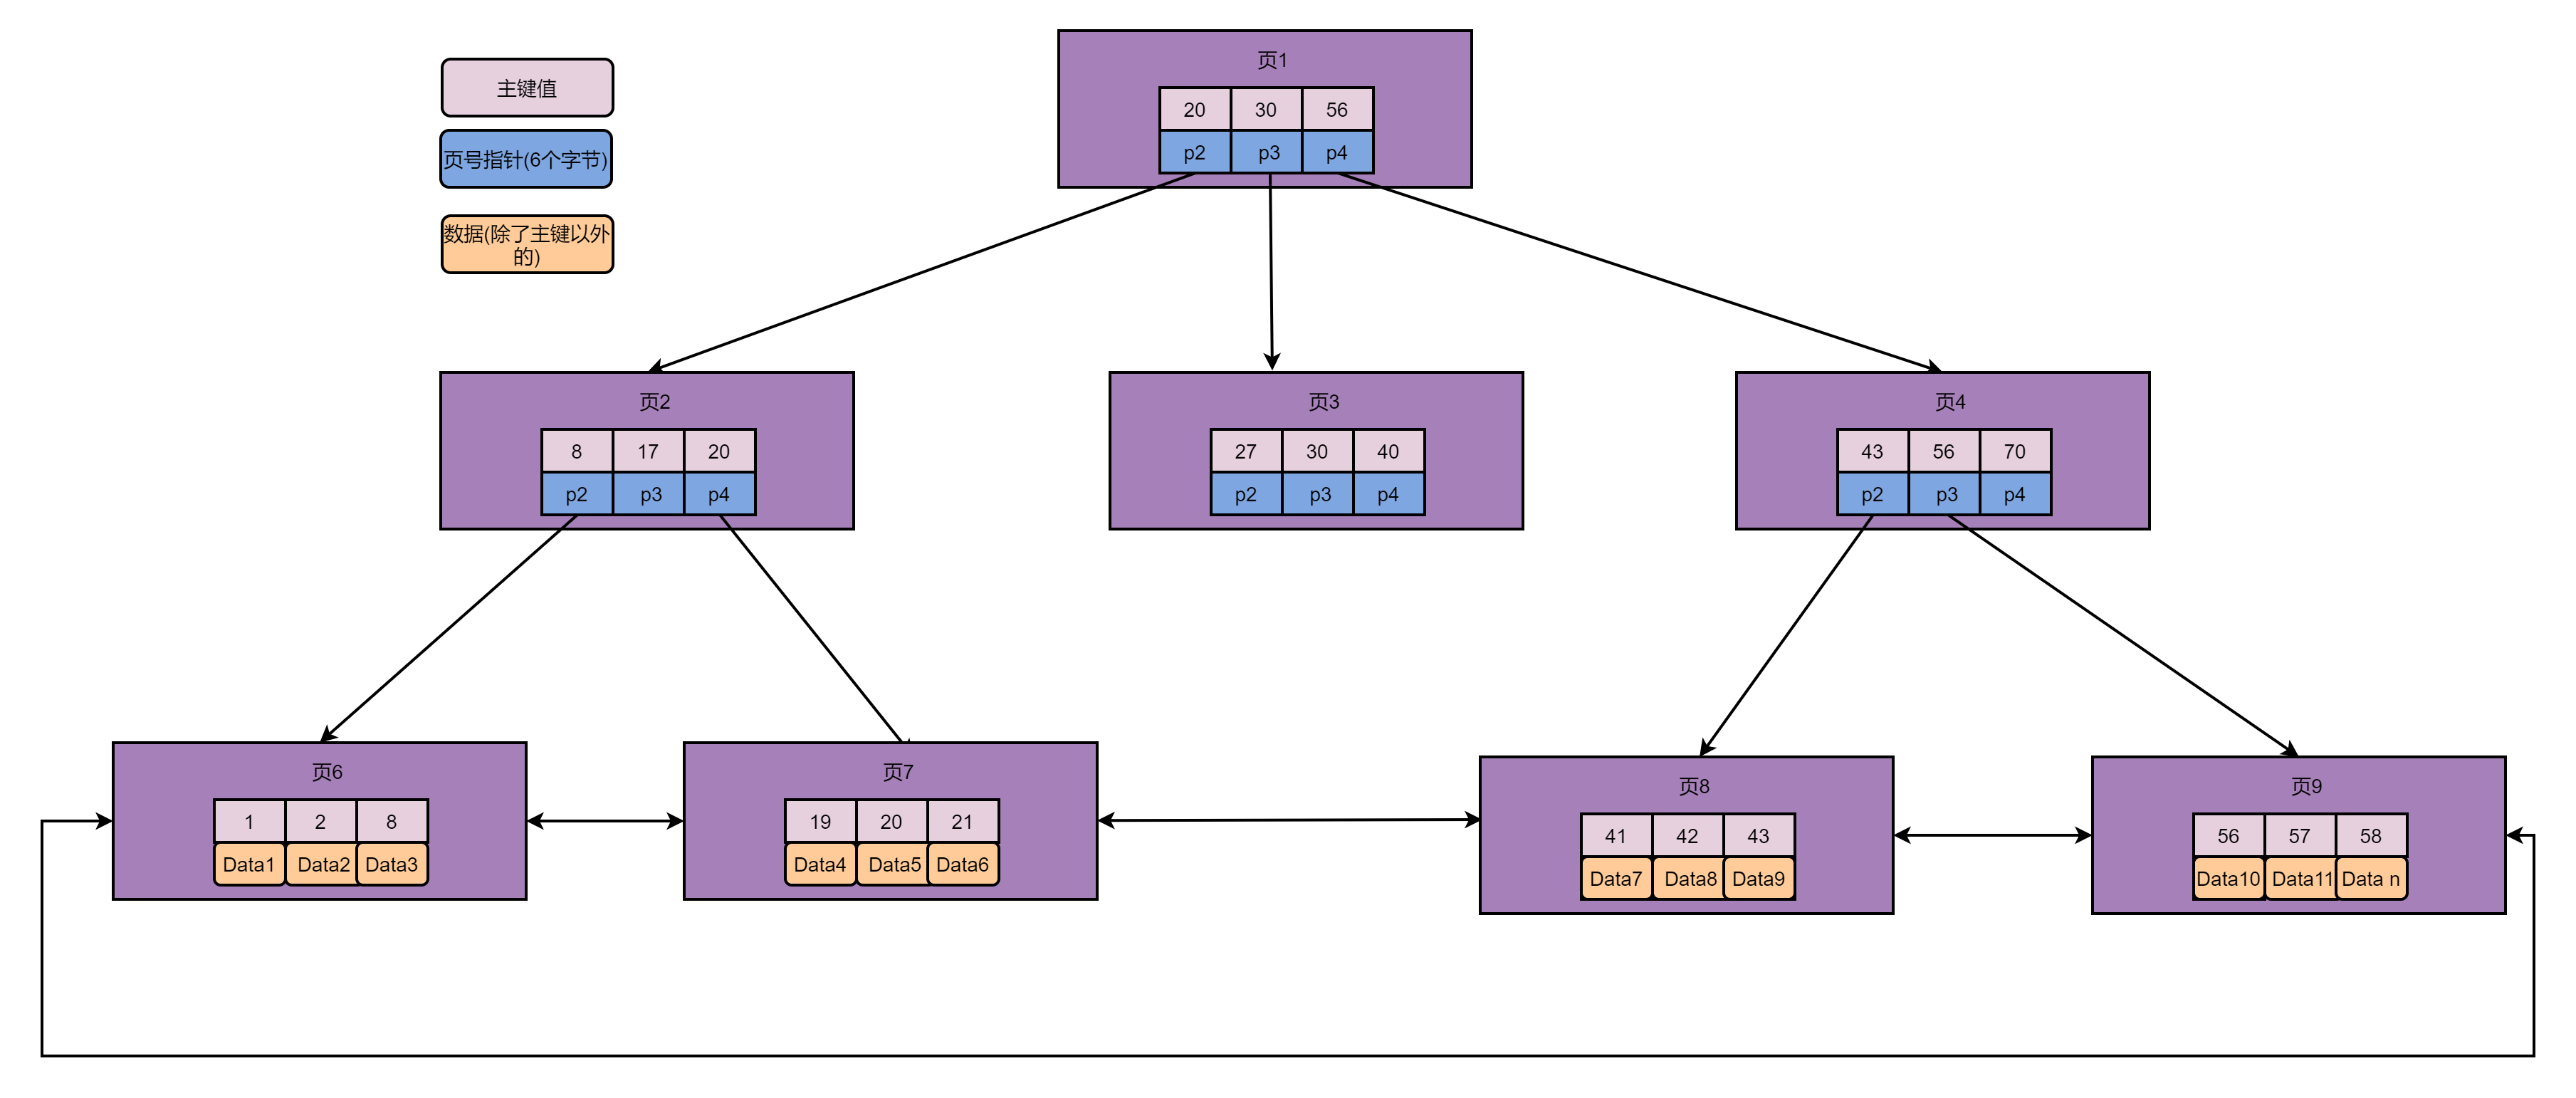 主键值
页号指针(6个字节)
数据(除了主键以外
的)
页1
20 30 56
p2 p3 p4
页2
8 17 20
p2 p3 p4
页3
27 30 40
p2 p3 p4
页4
43 56 70
p2 p3 p4
页6
1 2 8
Data1 Data2 Data3
页7
19 20 21
Data4 Data5 Data6
页8
41 42 43
Data7 Data8 Data9
页9
56 57 58
Data10 Data11 Data n